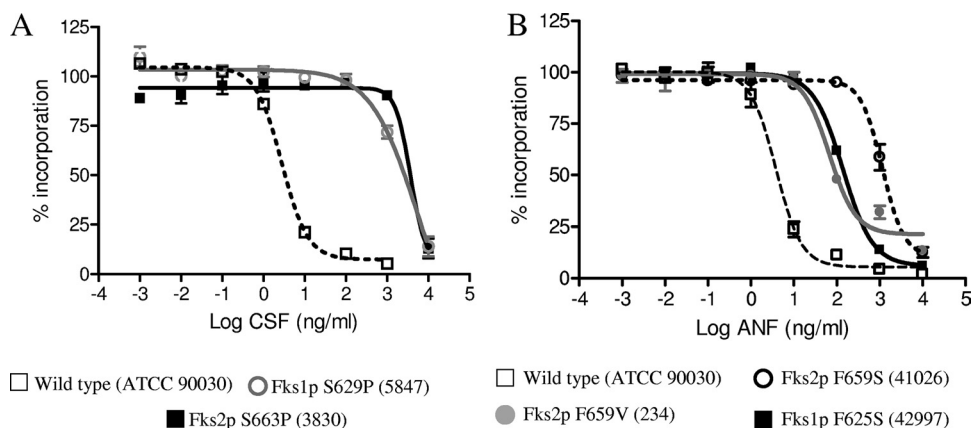 A
B
125
100
75
50
25
0
% incorporation
-4 -3 -2 -1 0 1 2 3 4 5
Log CSF (ng/ml)
125
100
75
50
25
0
% incorporation
-4 -3 -2 -1 0 1 2 3 4 5
Log ANF (ng/ml)
Wild type (ATCC 90030) Fks1p S629P (5847)
Fks2p S663P (3830)
Wild type (ATCC 90030) Fks2p F659S (41026)
Fks2p F659V (234) Fks1p F625S (42997)